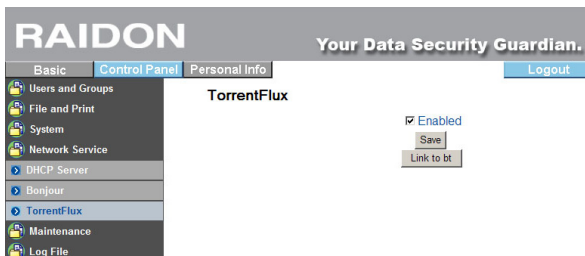 RAIDON
Your Data Security Guardian.
Basic Control Panel Personal Info Logout
Users and Groups
File and Print
System
Network Service
DHCP Server
Bonjour
TorrentFlux
Maintenance
Log File
TorrentFlux
Enabled
Save
Link to bt